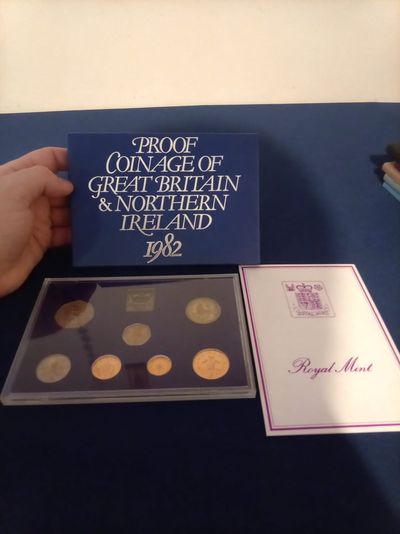 PROOF
COINAGE OF
GREAT BRITAIN
& NORTHERN
IRELAND
1982
Royal Mint